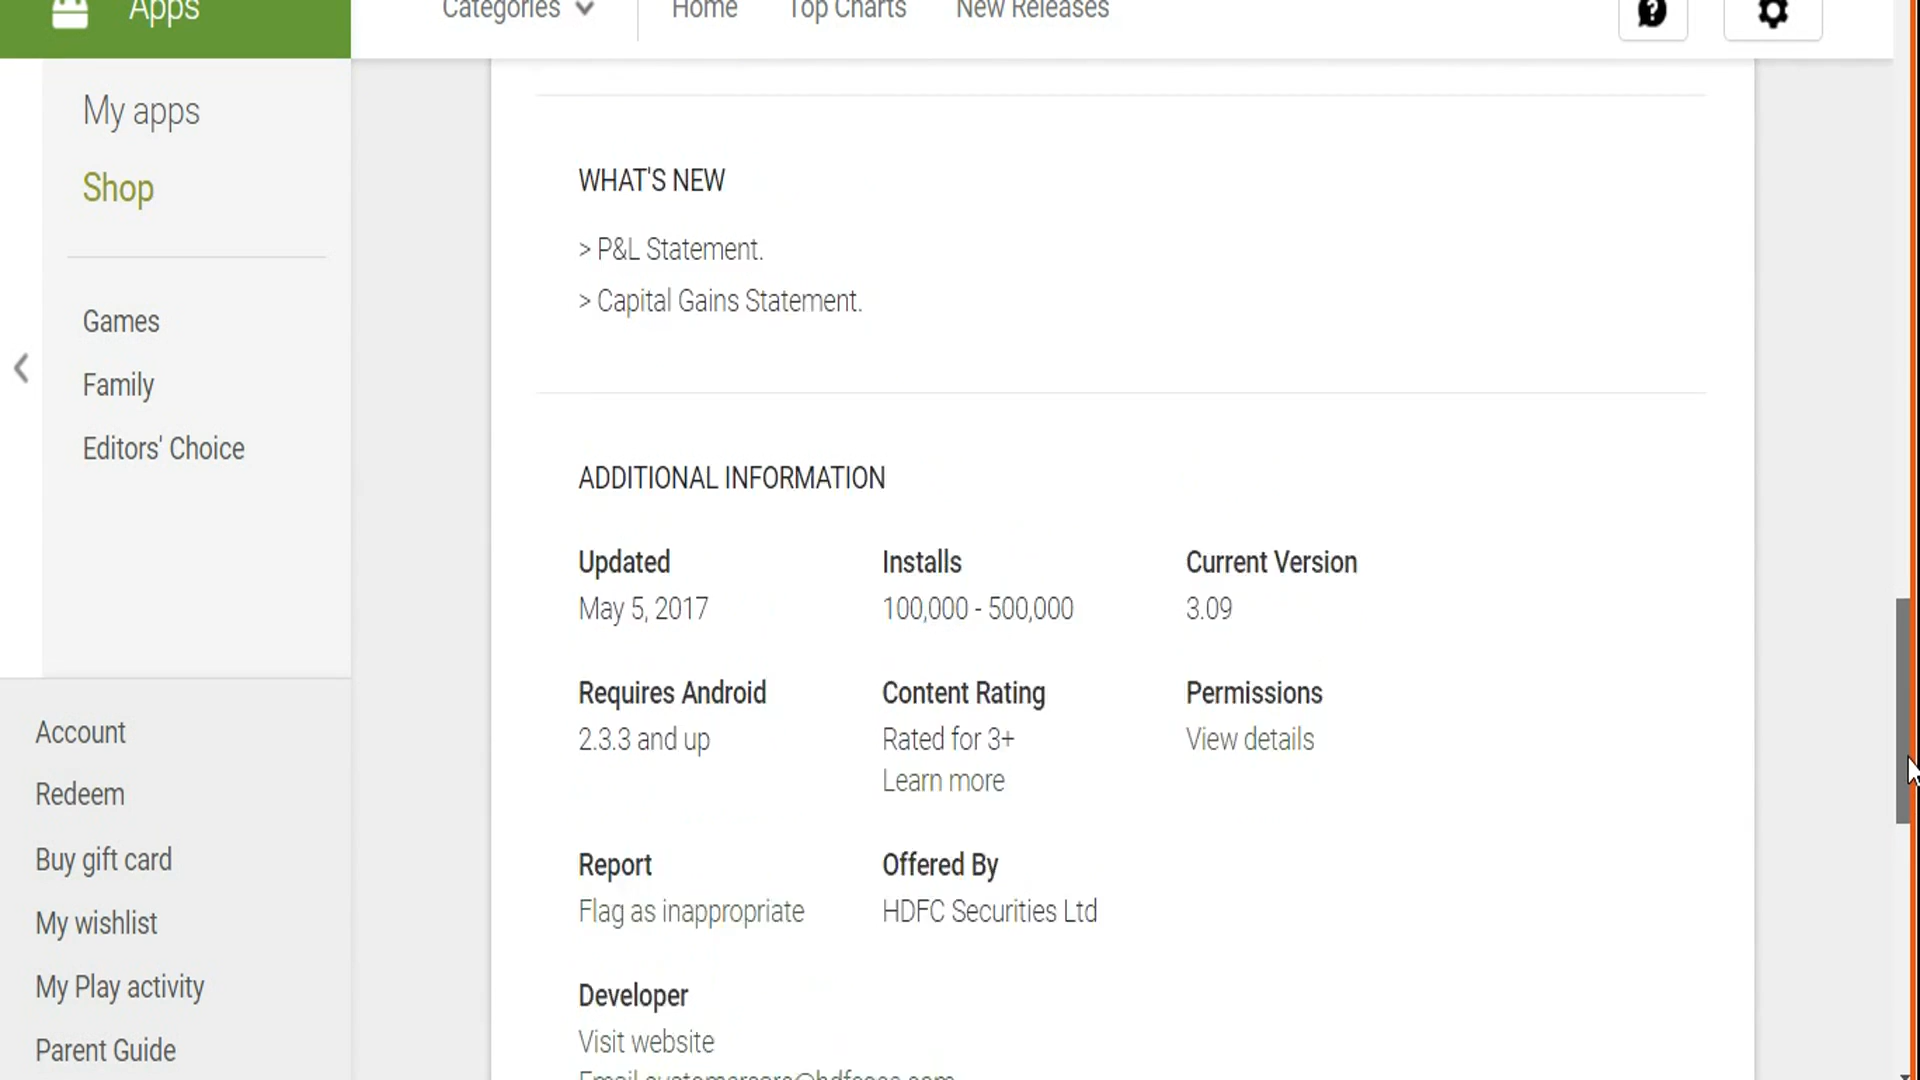 Apps
Categories
Home
Top Charts
New Releases
My apps
Shop
Games
Family
Editors' Choice
Account
Redeem
Buy gift card
My wishlist
My Play activity
Parent Guide
WHAT'S NEW
> P&L Statement.
> Capital Gains Statement.
ADDITIONAL INFORMATION
Updated
May 5, 2017
Installs
100,000 - 500,000
Current Version
3.09
Requires Android
2.3.3 and up
Content Rating
Rated for 3+
Learn more
Permissions
View details
Report
Flag as inappropriate
Offered By
HDFC Securities Ltd
Developer
Visit website
Email